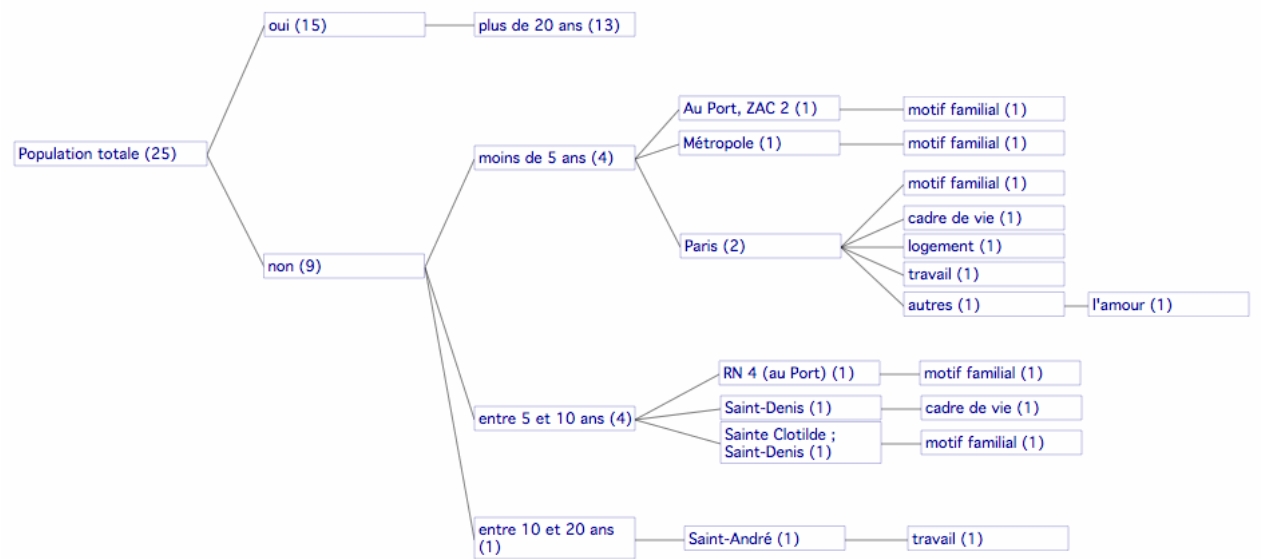 oui (15)
plus de 20 ans (13)
Population totale (25)
Au Port, ZAC 2 (1)
motif familial (1)
Métropole (1)
motif familial (1)
moins de 5 ans (4)
motif familial (1)
cadre de vie (1)
Paris (2)
logement (1)
non (9)
travail (1)
autres (1)
l'amour (1)
RN 4 (au Port) (1)
motif familial (1)
entre 5 et 10 ans (4)
Saint-Denis (1)
cadre de vie (1)
Sainte Clotilde ;
Saint-Denis (1)
motif familial (1)
entre 10 et 20 ans
(1)
Saint-André (1)
travail (1)